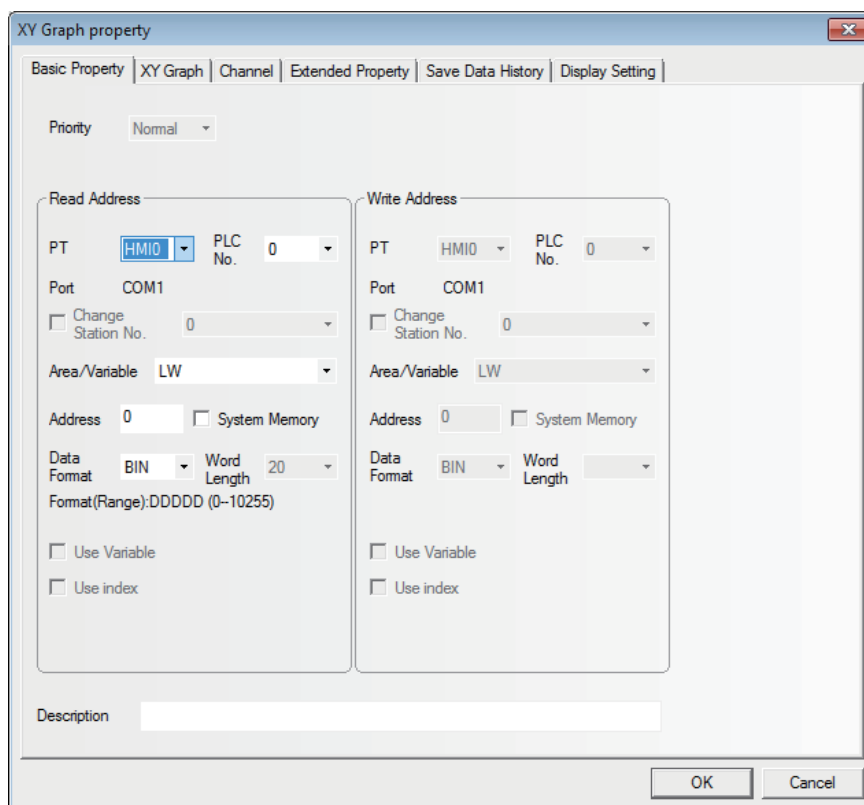 XY Graph property
Basic Property XY Graph Channel Extended Property Save Data History Display Setting
Priority Normal
Read Address
PT HMI0 PLC No. 0
Port COM1
Change Station No. 0
Area/Variable LW
Address 0 System Memory
Data Format BIN Word Length 20
Format(Range):DDDDD (0--10255)
Use Variable
Use index
Write Address
PT HMI0 PLC No. 0
Port COM1
Change Station No. 0
Area/Variable LW
Address 0 System Memory
Data Format BIN Word Length
Use Variable
Use index
Description
OK Cancel